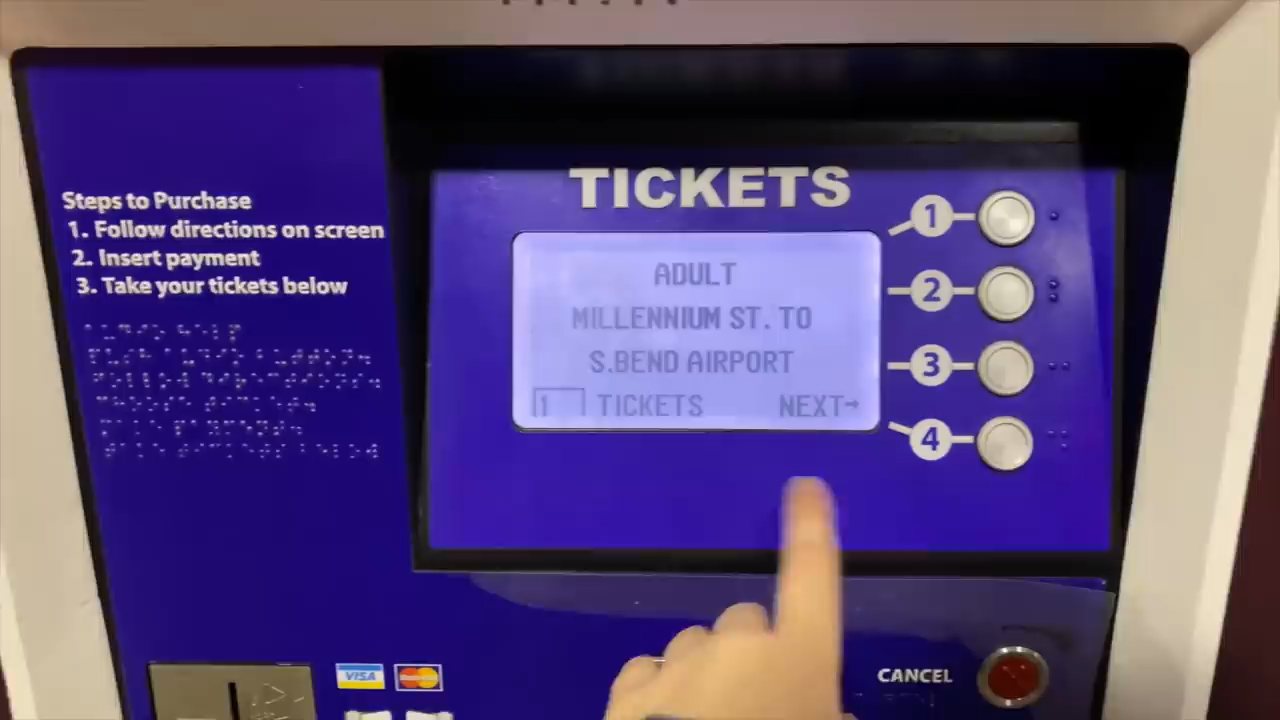 Steps to Purchase
1. Follow directions on screen
2. Insert payment
3. Take your tickets below
TICKETS
ADULT
MILLENNIUM ST. TO
S.BEND AIRPORT
1 TICKETS NEXT→
1
2
3
4
VISA
MasterCard
CANCEL